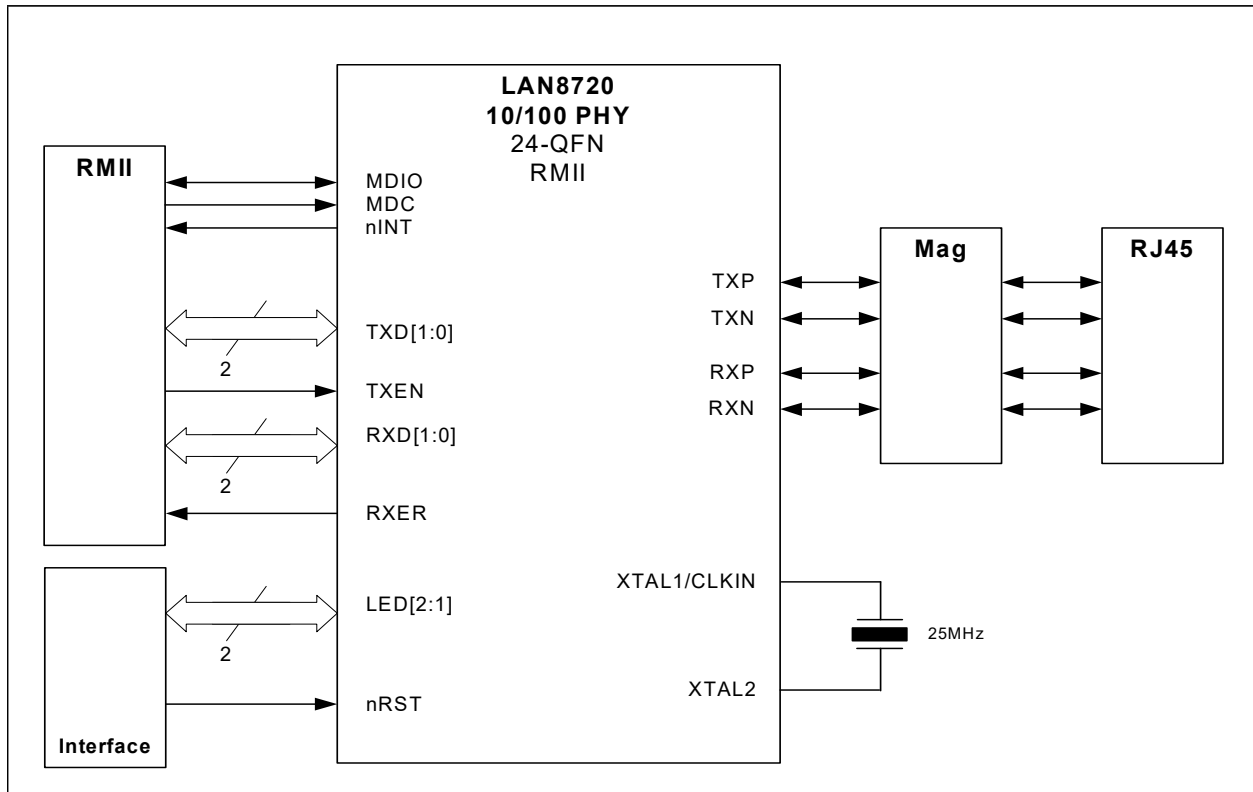 LAN8720
10/100 PHY
24-QFN
RMII
RMII
MDIO
MDC
nINT
TXD[1:0]
2
TXEN
RXD[1:0]
2
RXER
LED[2:1]
2
nRST
Interface
TXP
TXN
RXP
RXN
Mag
RJ45
XTAL1/CLKIN
25MHz
XTAL2